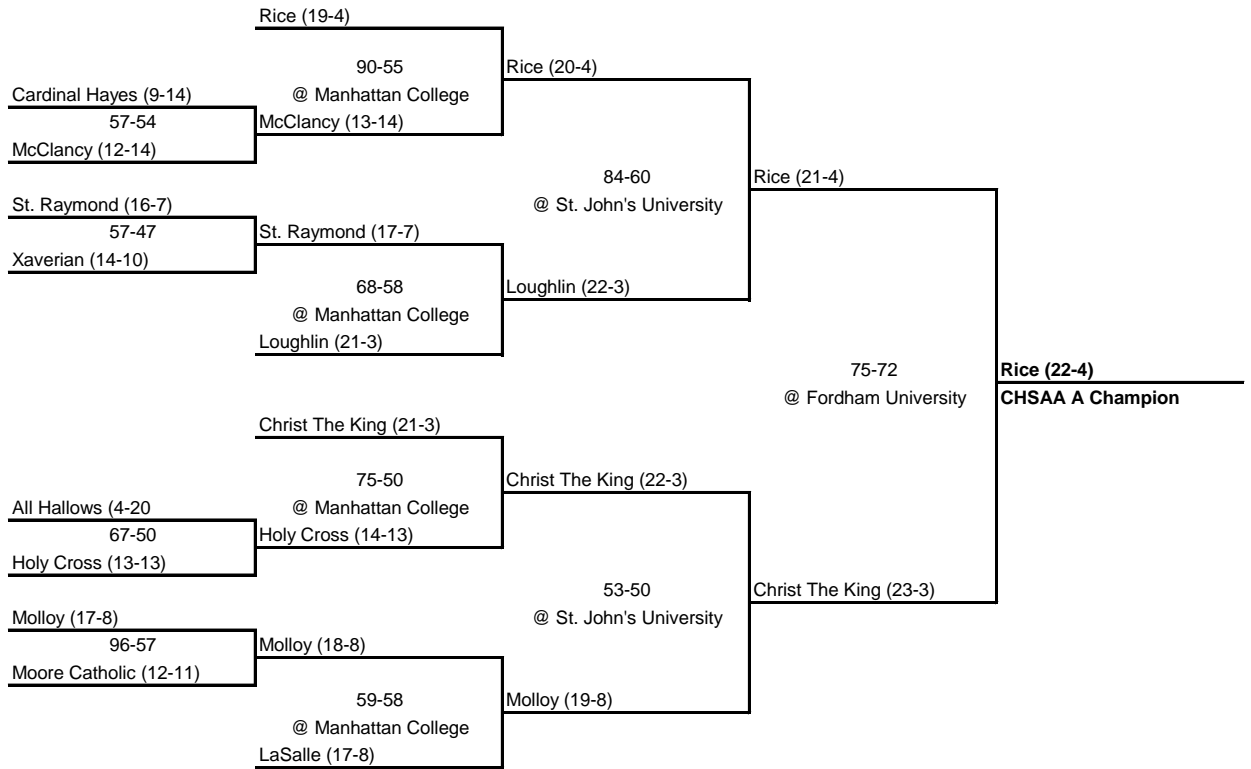 Rice (19-4)
90-55
@ Manhattan College
Rice (20-4)
Cardinal Hayes (9-14)
57-54
McClancy (13-14)
McClancy (12-14)
84-60
@ St. John's University
Rice (21-4)
St. Raymond (16-7)
57-47
St. Raymond (17-7)
Xaverian (14-10)
68-58
@ Manhattan College
Loughlin (22-3)
Loughlin (21-3)
75-72
@ Fordham University
Rice (22-4)
CHSAA A Champion
Christ The King (21-3)
75-50
@ Manhattan College
Christ The King (22-3)
All Hallows (4-20
67-50
Holy Cross (14-13)
Holy Cross (13-13)
53-50
@ St. John's University
Christ The King (23-3)
Molloy (17-8)
96-57
Molloy (18-8)
Moore Catholic (12-11)
59-58
@ Manhattan College
Molloy (19-8)
LaSalle (17-8)